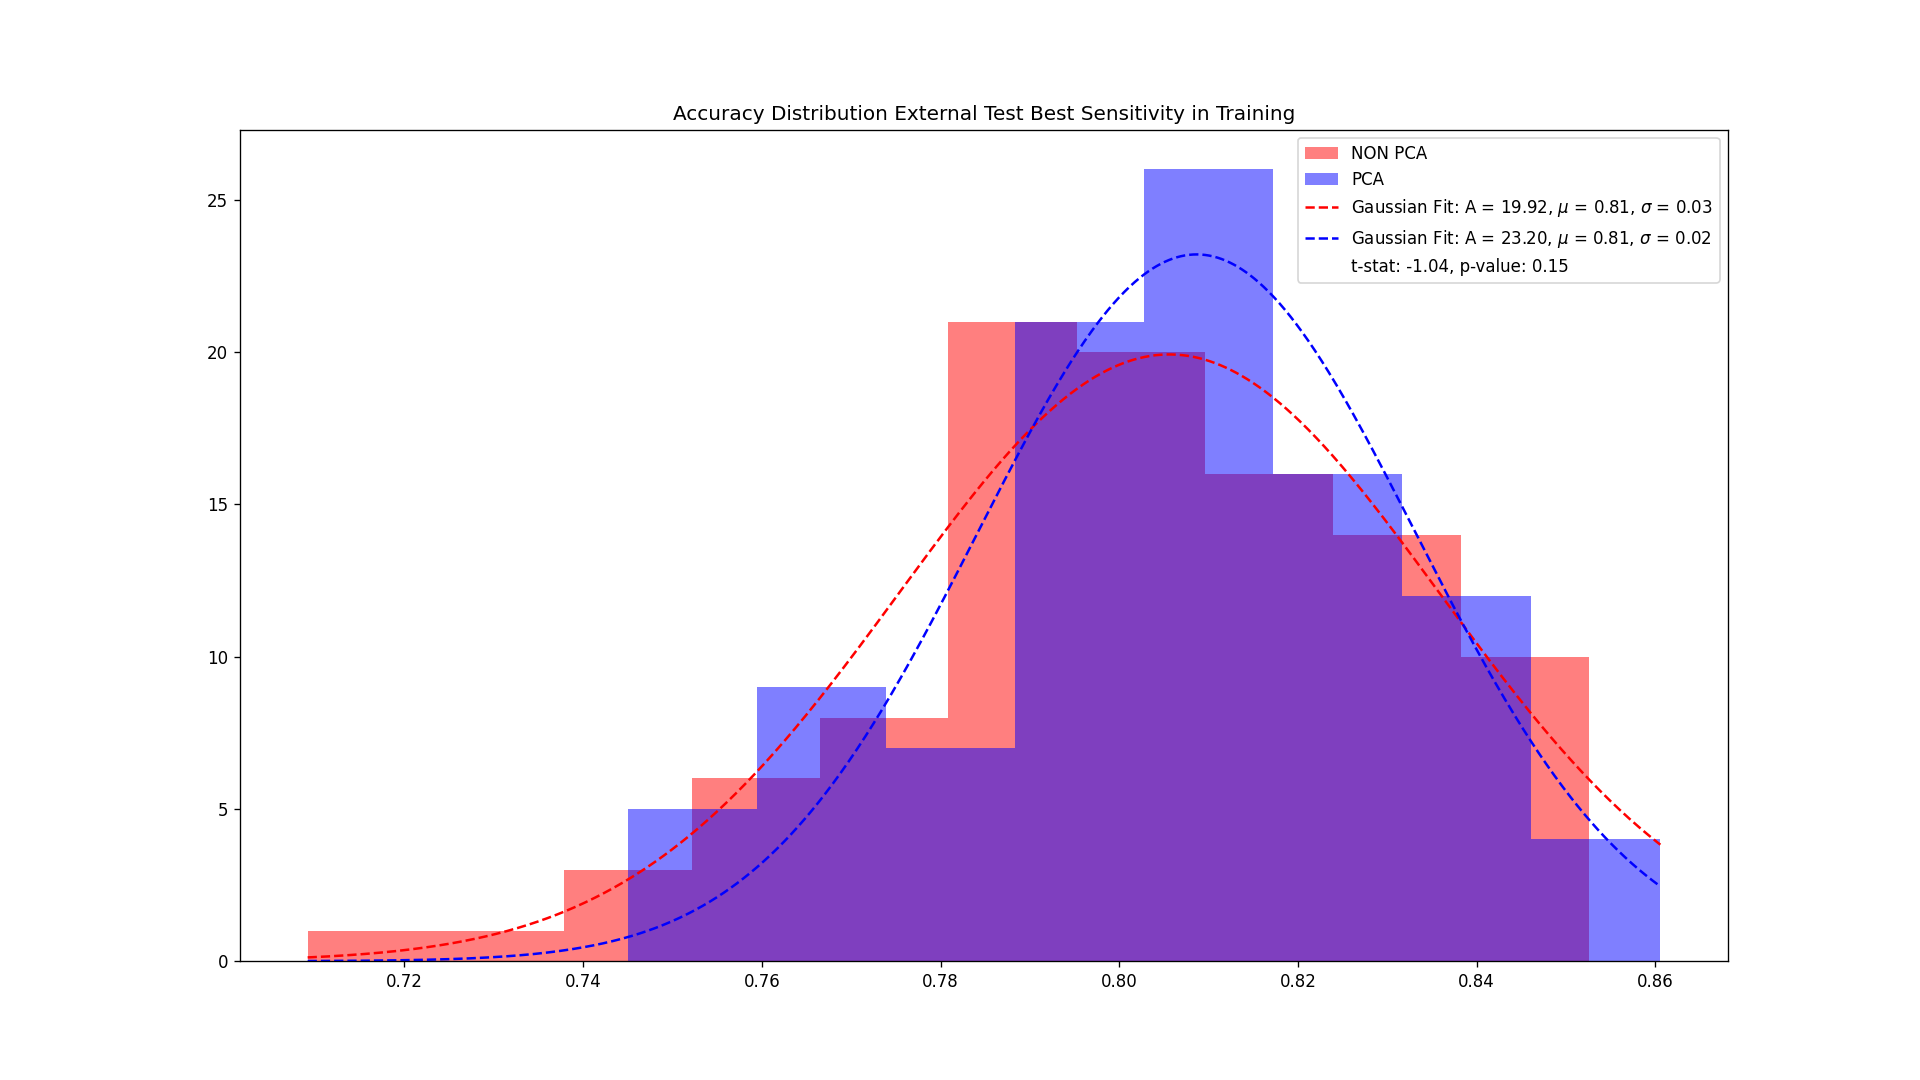 Accuracy Distribution External Test Best Sensitivity in Training
NON PCA
PCA
Gaussian Fit: A = 19.92, μ = 0.81, σ = 0.03
Gaussian Fit: A = 23.20, μ = 0.81, σ = 0.02
t-stat: -1.04, p-value: 0.15
25
20
15
10
5
0
0.72 0.74 0.76 0.78 0.80 0.82 0.84 0.86